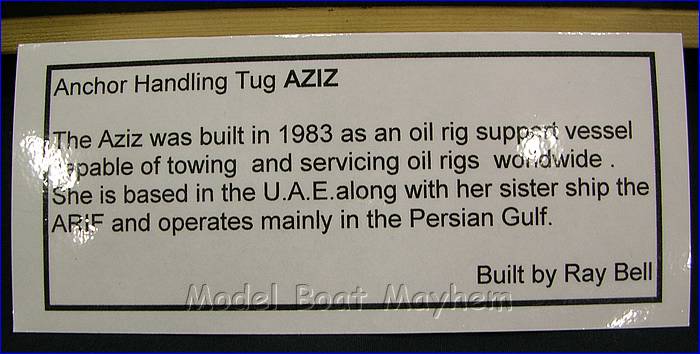 Anchor Handling Tug AZIZ
The Aziz was built in 1983 as an oil rig support vessel
capable of towing and servicing oil rigs worldwide .
She is based in the U.A.E.along with her sister ship the
ARIF and operates mainly in the Persian Gulf.
Built by Ray Bell
Model Boat Mayhem